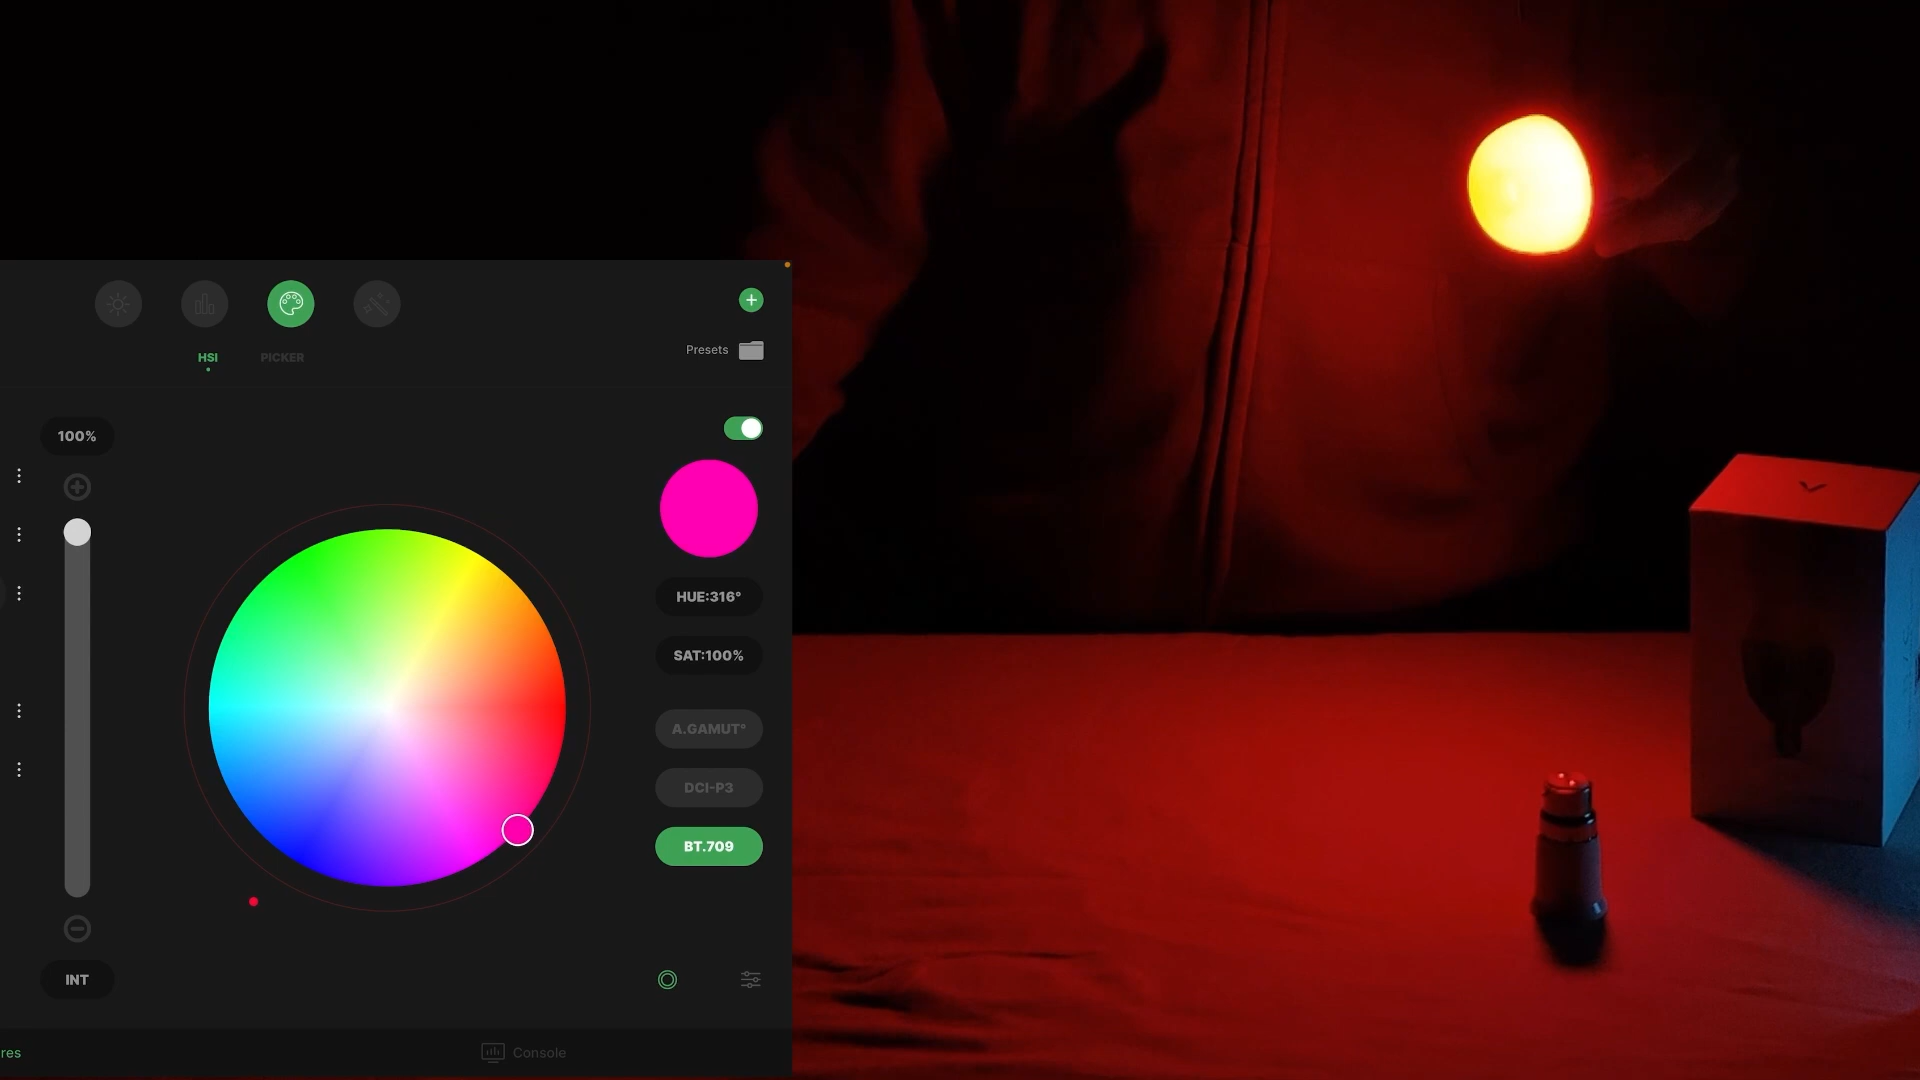 HSI
PICKER
Presets
100%
HUE:316°
SAT:100%
A.GAMUT°
DCI-P3
BT.709
INT
res
Console